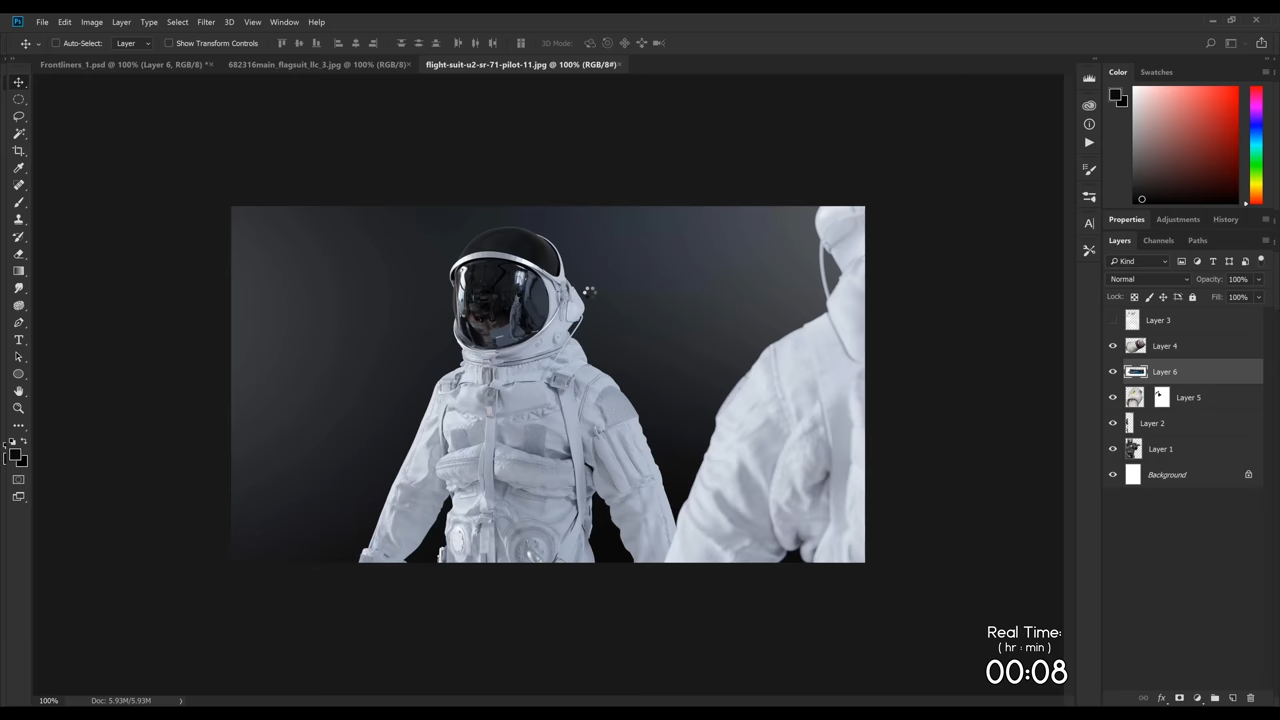 Ps File Edit Image Layer Type Select Filter 3D View Window Help
Auto-Select: Layer Show Transform Controls 3D Mode:
Frontliners_1.psd @ 100% (Layer 6, RGB/8) * 682316main_flagsuit_llc_3.jpg @ 100% (RGB/8) flight-suit-u2-sr-71-pilot-11.jpg @ 100% (RGB/8#)
Color Swatches
Properties Adjustments History
Layers Channels Paths
Kind
Normal Opacity: 100%
Lock: Fill: 100%
Layer 3
Layer 4
Layer 6
Layer 5
Layer 2
Layer 1
Background
Real Time:
( hr : min )
00:08
100% Doc: 5.93M/5.93M